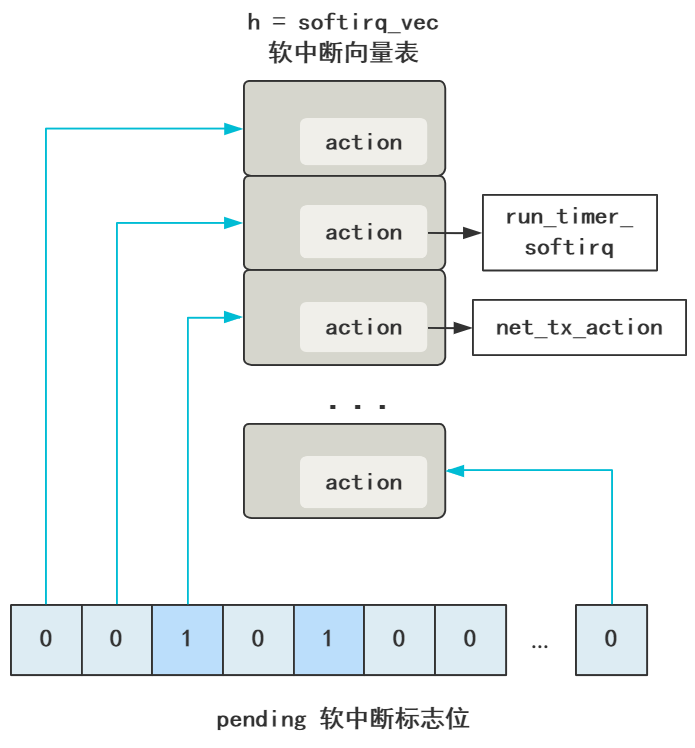 h = softirq_vec
软中断向量表
action
action
run_timer_
softirq
action
net_tx_action
...
action
0 0 1 0 1 0 0 ... 0
pending 软中断标志位